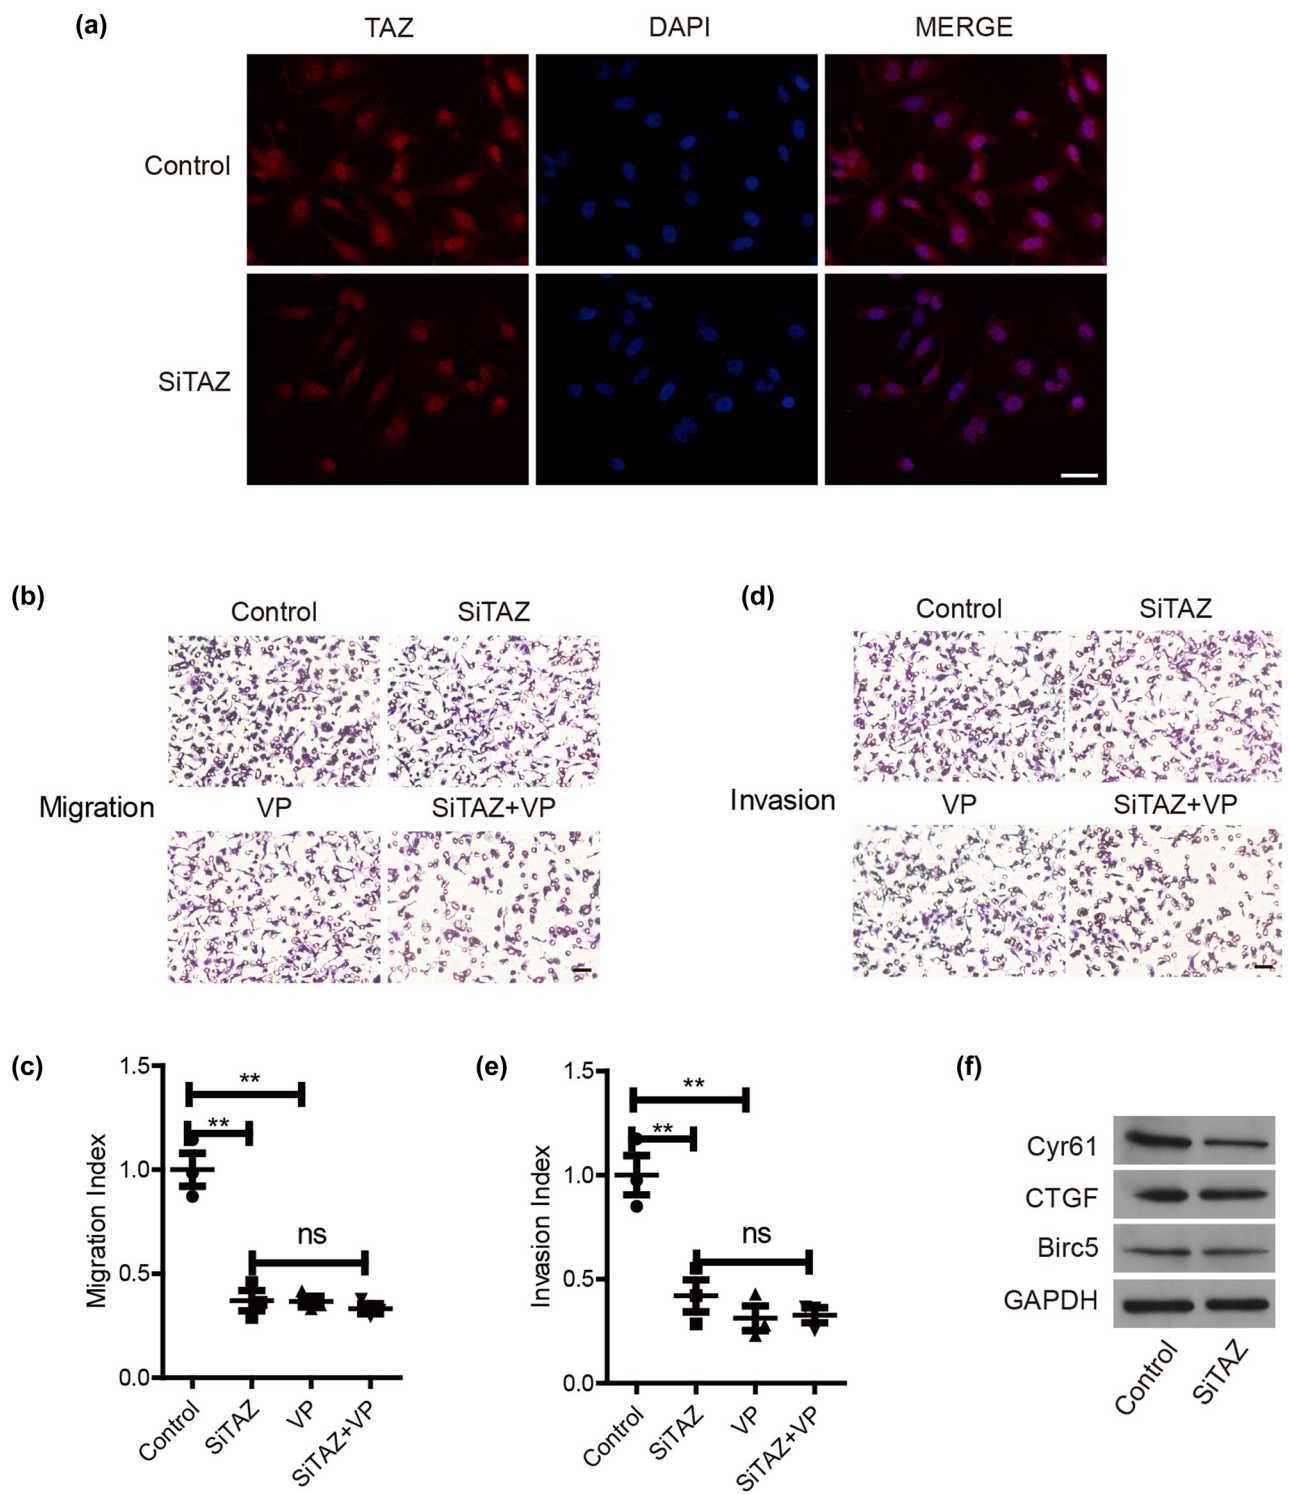 (a)
TAZ DAPI MERGE
Control
SiTAZ
(b)
Control SiTAZ
Migration
VP SiTAZ+VP
(d)
Control SiTAZ
Invasion
VP SiTAZ+VP
(c)
Migration Index
1.5
1.0
0.5
0.0
**
**
ns
Control
SiTAZ
VP
SiTAZ+VP
(e)
Invasion Index
1.5
1.0
0.5
0.0
**
**
ns
Control
SiTAZ
VP
SiTAZ+VP
(f)
Cyr61
CTGF
Birc5
GAPDH
Control
SiTAZ